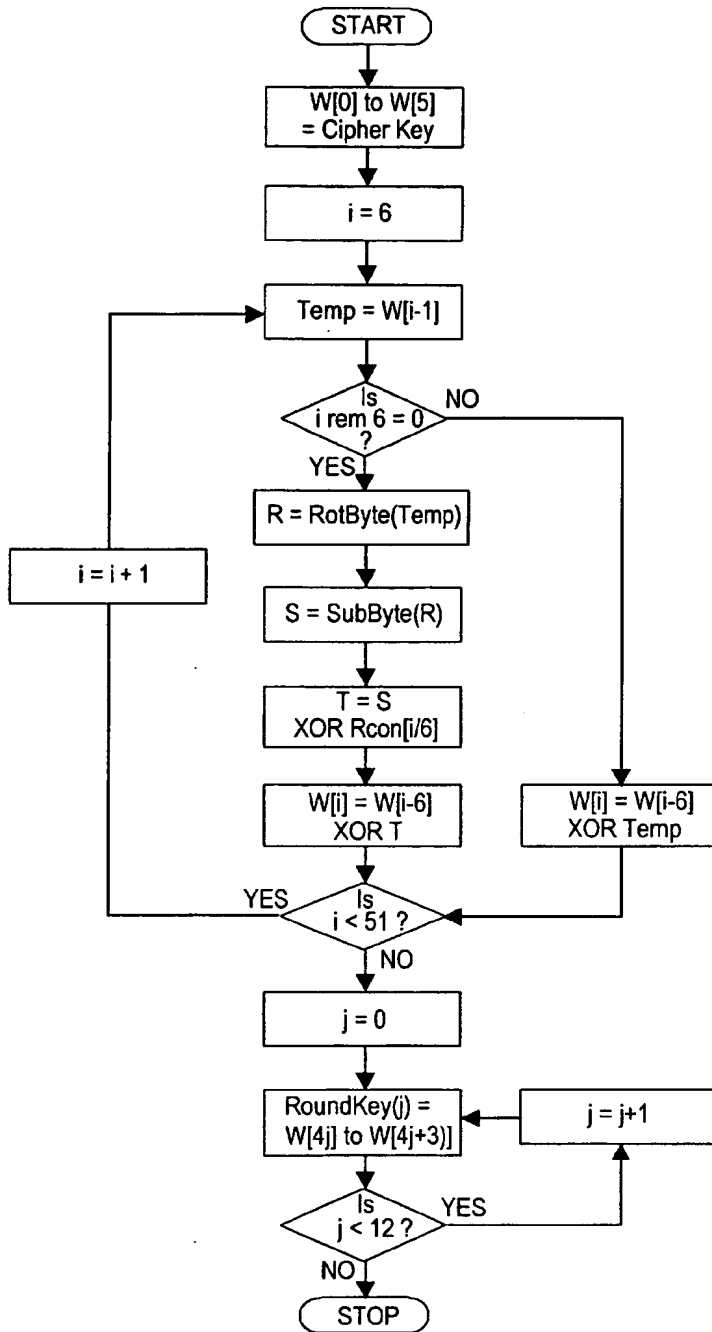 START
W[0] to W[5]
= Cipher Key
i = 6
Temp = W[i-1]
Is
i rem 6 = 0
?
NO
YES
R = RotByte(Temp)
i = i + 1
S = SubByte(R)
T = S
XOR Rcon[i/6]
W[i] = W[i-6]
XOR T
W[i] = W[i-6]
XOR Temp
YES
Is
i < 51 ?
NO
j = 0
RoundKey(j) =
W[4j] to W[4j+3)]
j = j+1
Is
j < 12 ?
YES
NO
STOP